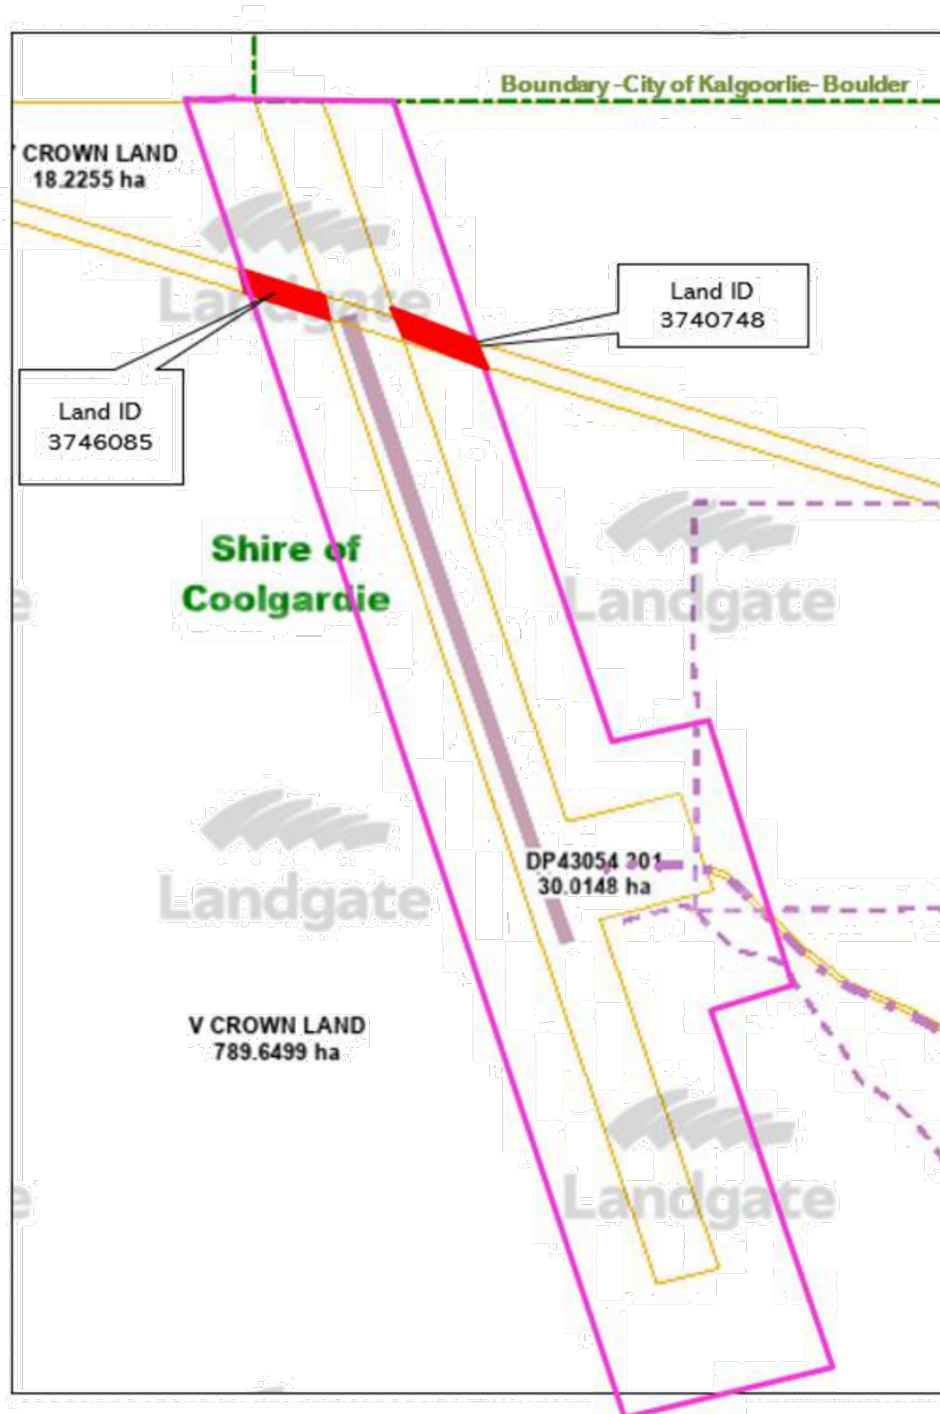 Boundary -City of Kalgoorlie- Boulder
CROWN LAND
18.2255 ha
Landgate
Land ID
3740748
Land ID
3746085
Shire of
Coolgardie
Landgate
DP43054 301
30.0148 ha
Landgate
V CROWN LAND
789.6499 ha
Landgate